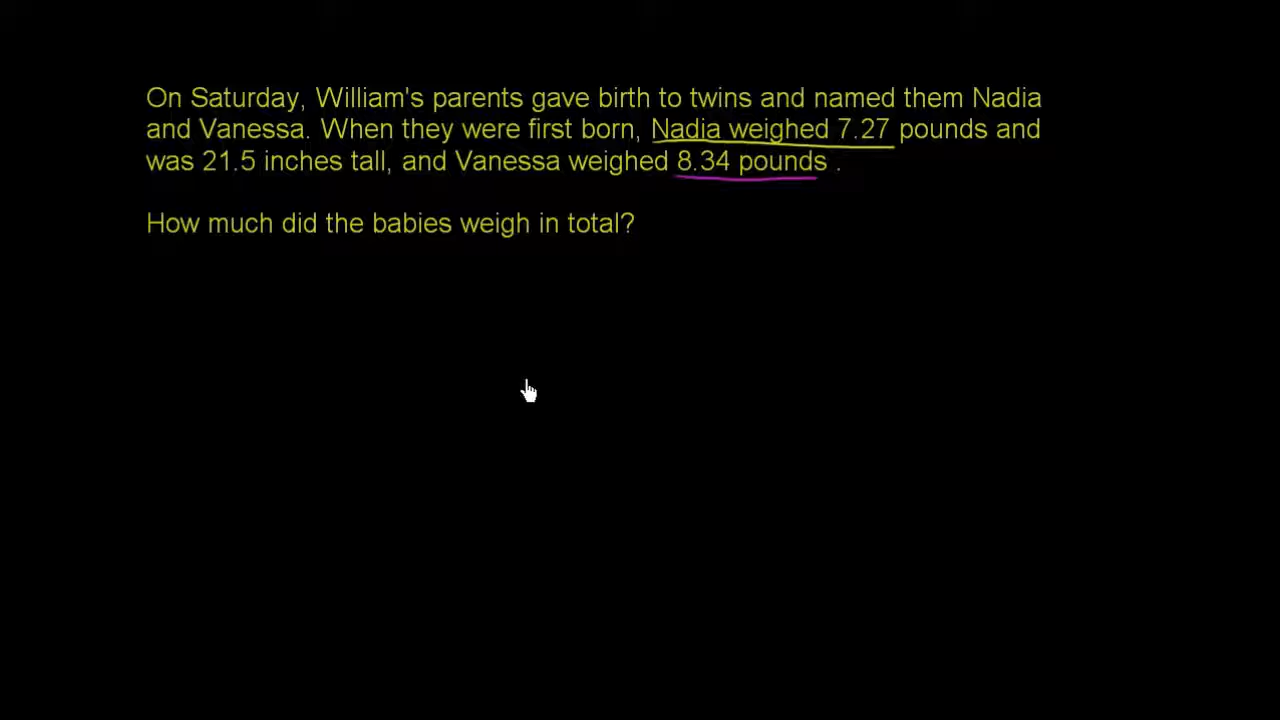 On Saturday, William's parents gave birth to twins and named them Nadia
and Vanessa. When they were first born, Nadia weighed 7.27 pounds and
was 21.5 inches tall, and Vanessa weighed 8.34 pounds .
How much did the babies weigh in total?